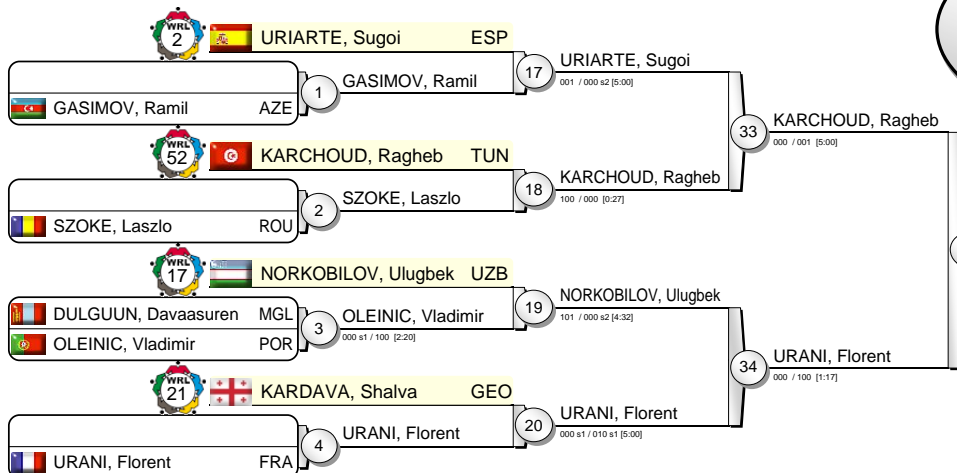 WRL
2
URIARTE, Sugoi ESP
GASIMOV, Ramil AZE
1
GASIMOV, Ramil
17
URIARTE, Sugoi
001 / 000 s2 [5:00]
WRL
52
KARCHOUD, Ragheb TUN
SZOKE, Laszlo ROU
2
SZOKE, Laszlo
18
KARCHOUD, Ragheb
100 / 000 [0:27]
33
KARCHOUD, Ragheb
000 / 001 [5:00]
WRL
17
NORKOBILOV, Ulugbek UZB
DULGUUN, Davaasuren MGL
OLEINIC, Vladimir POR
3
OLEINIC, Vladimir
000 s1 / 100 [2:20]
19
NORKOBILOV, Ulugbek
101 / 000 s2 [4:32]
WRL
21
KARDAVA, Shalva GEO
URANI, Florent FRA
4
URANI, Florent
20
URANI, Florent
000 s1 / 010 s1 [5:00]
34
URANI, Florent
000 / 100 [1:17]